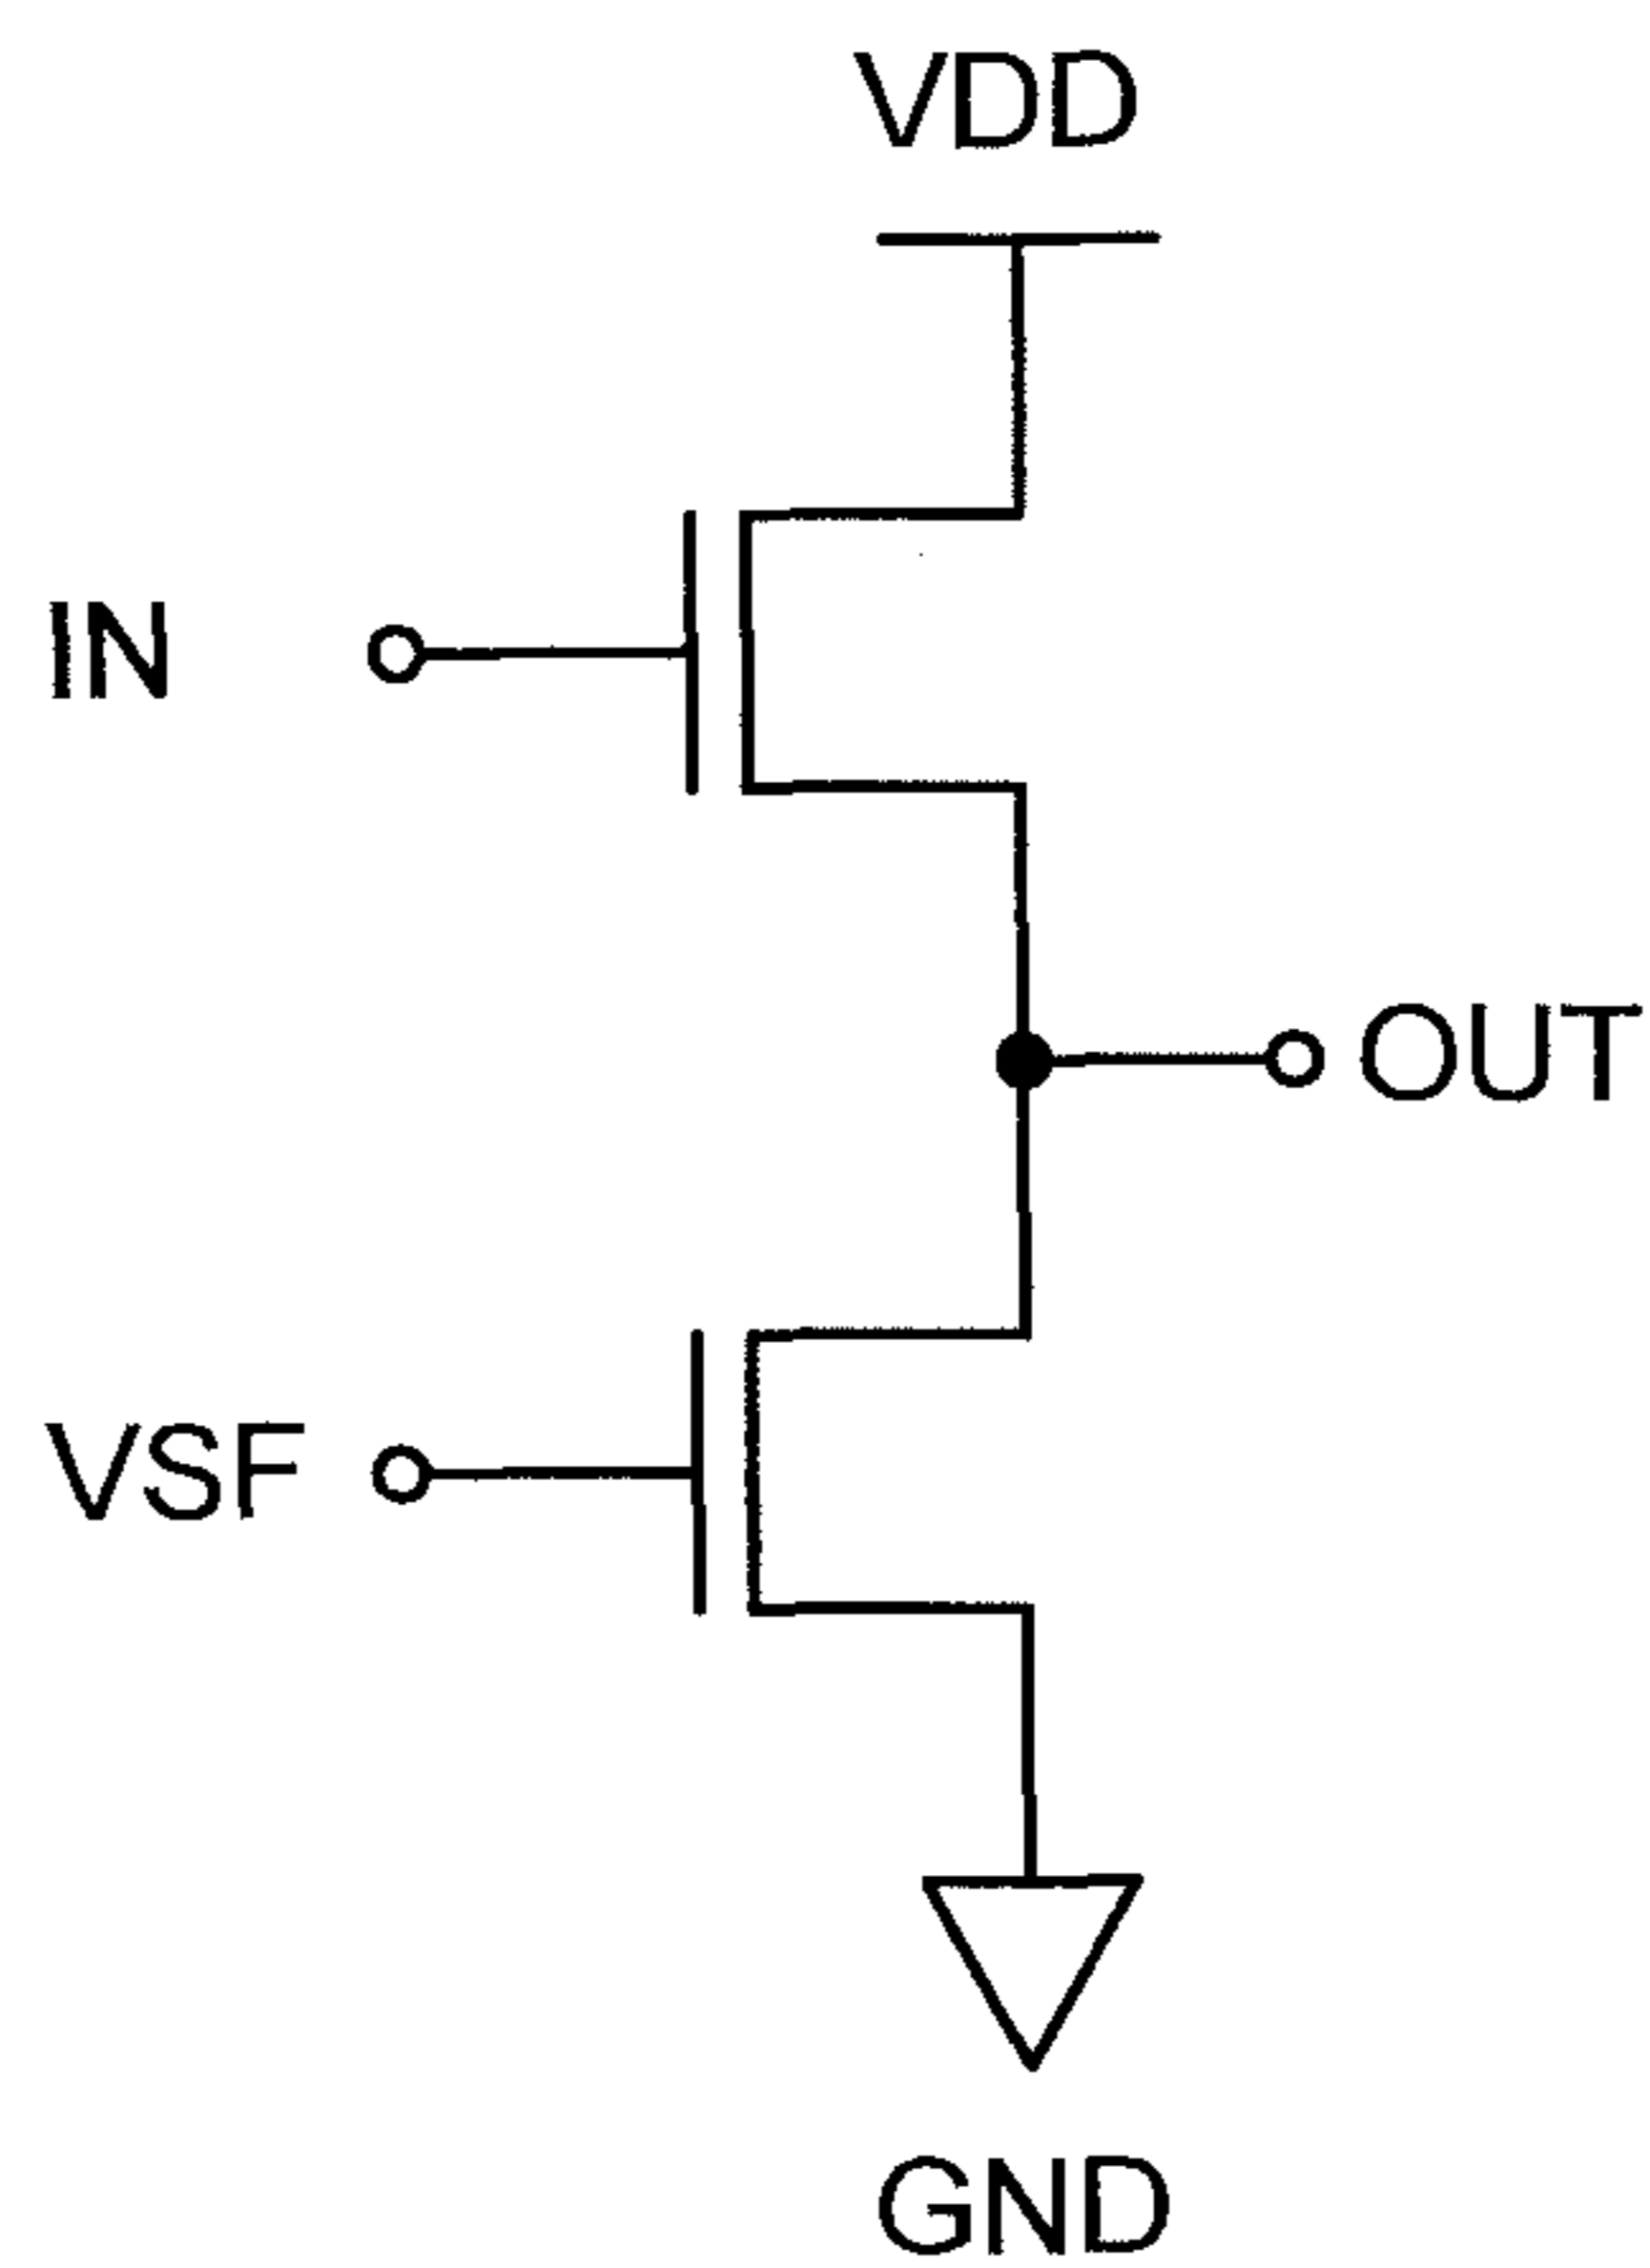 VDD
IN
OUT
VSF
GND